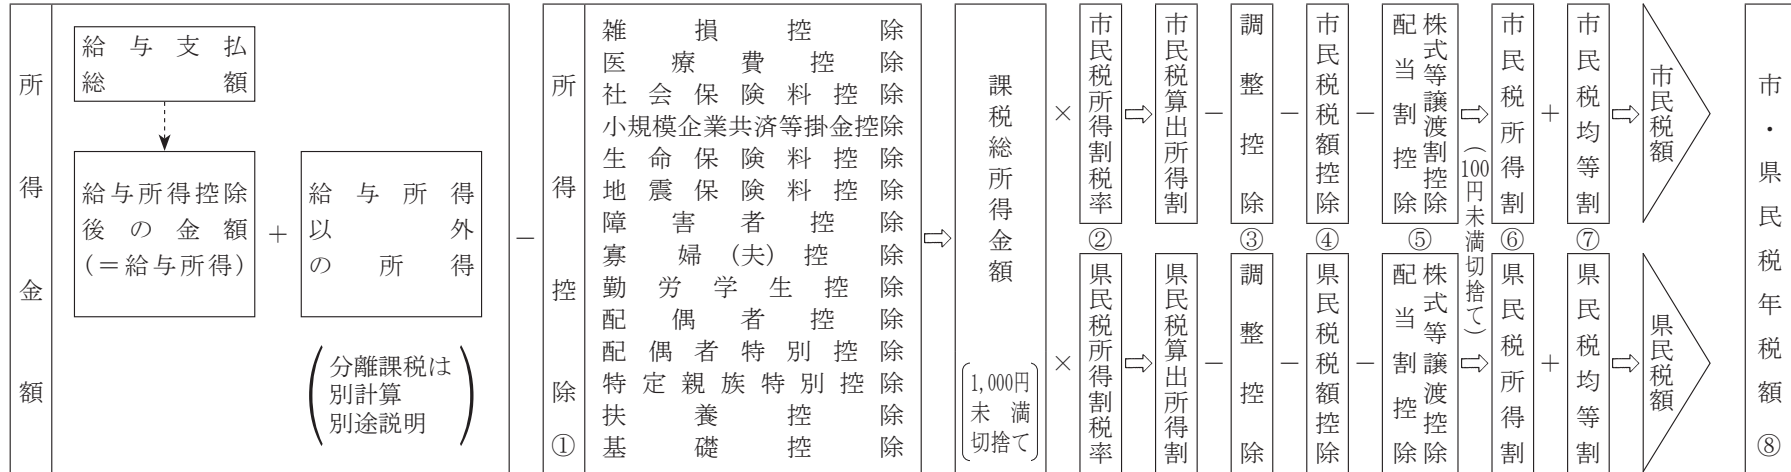 所得金額
給与支払
総額
給与所得控除
後の金額
(＝給与所得)
＋
給与所得
以外
の所得
分離課税は
別計算
別途説明
－
所得控除①
雑損控除
医療費控除
社会保険料控除
小規模企業共済等掛金控除
生命保険料控除
地震保険料控除
障害者控除
寡婦(夫)控除
勤労学生控除
配偶者控除
配偶者特別控除
特定親族特別控除
扶養控除
基礎控除
⇨
課税総所得金額
1,000円
未満
切捨て
×
市民税所得割税率
⇨
市民税算出所得割
－
調整控除
－
市民税税額控除
－
株式等譲渡割控除
配当割控除
⇨
市民税所得割
＋
市民税均等割
⇨
市民税額
②
③
④
⑤
(100円未満切捨て)
⑥
⑦
×
県民税所得割税率
⇨
県民税算出所得割
－
調整控除
－
県民税税額控除
－
株式等譲渡割控除
配当割控除
⇨
県民税所得割
＋
県民税均等割
⇨
県民税額
市・県民税年税額⑧